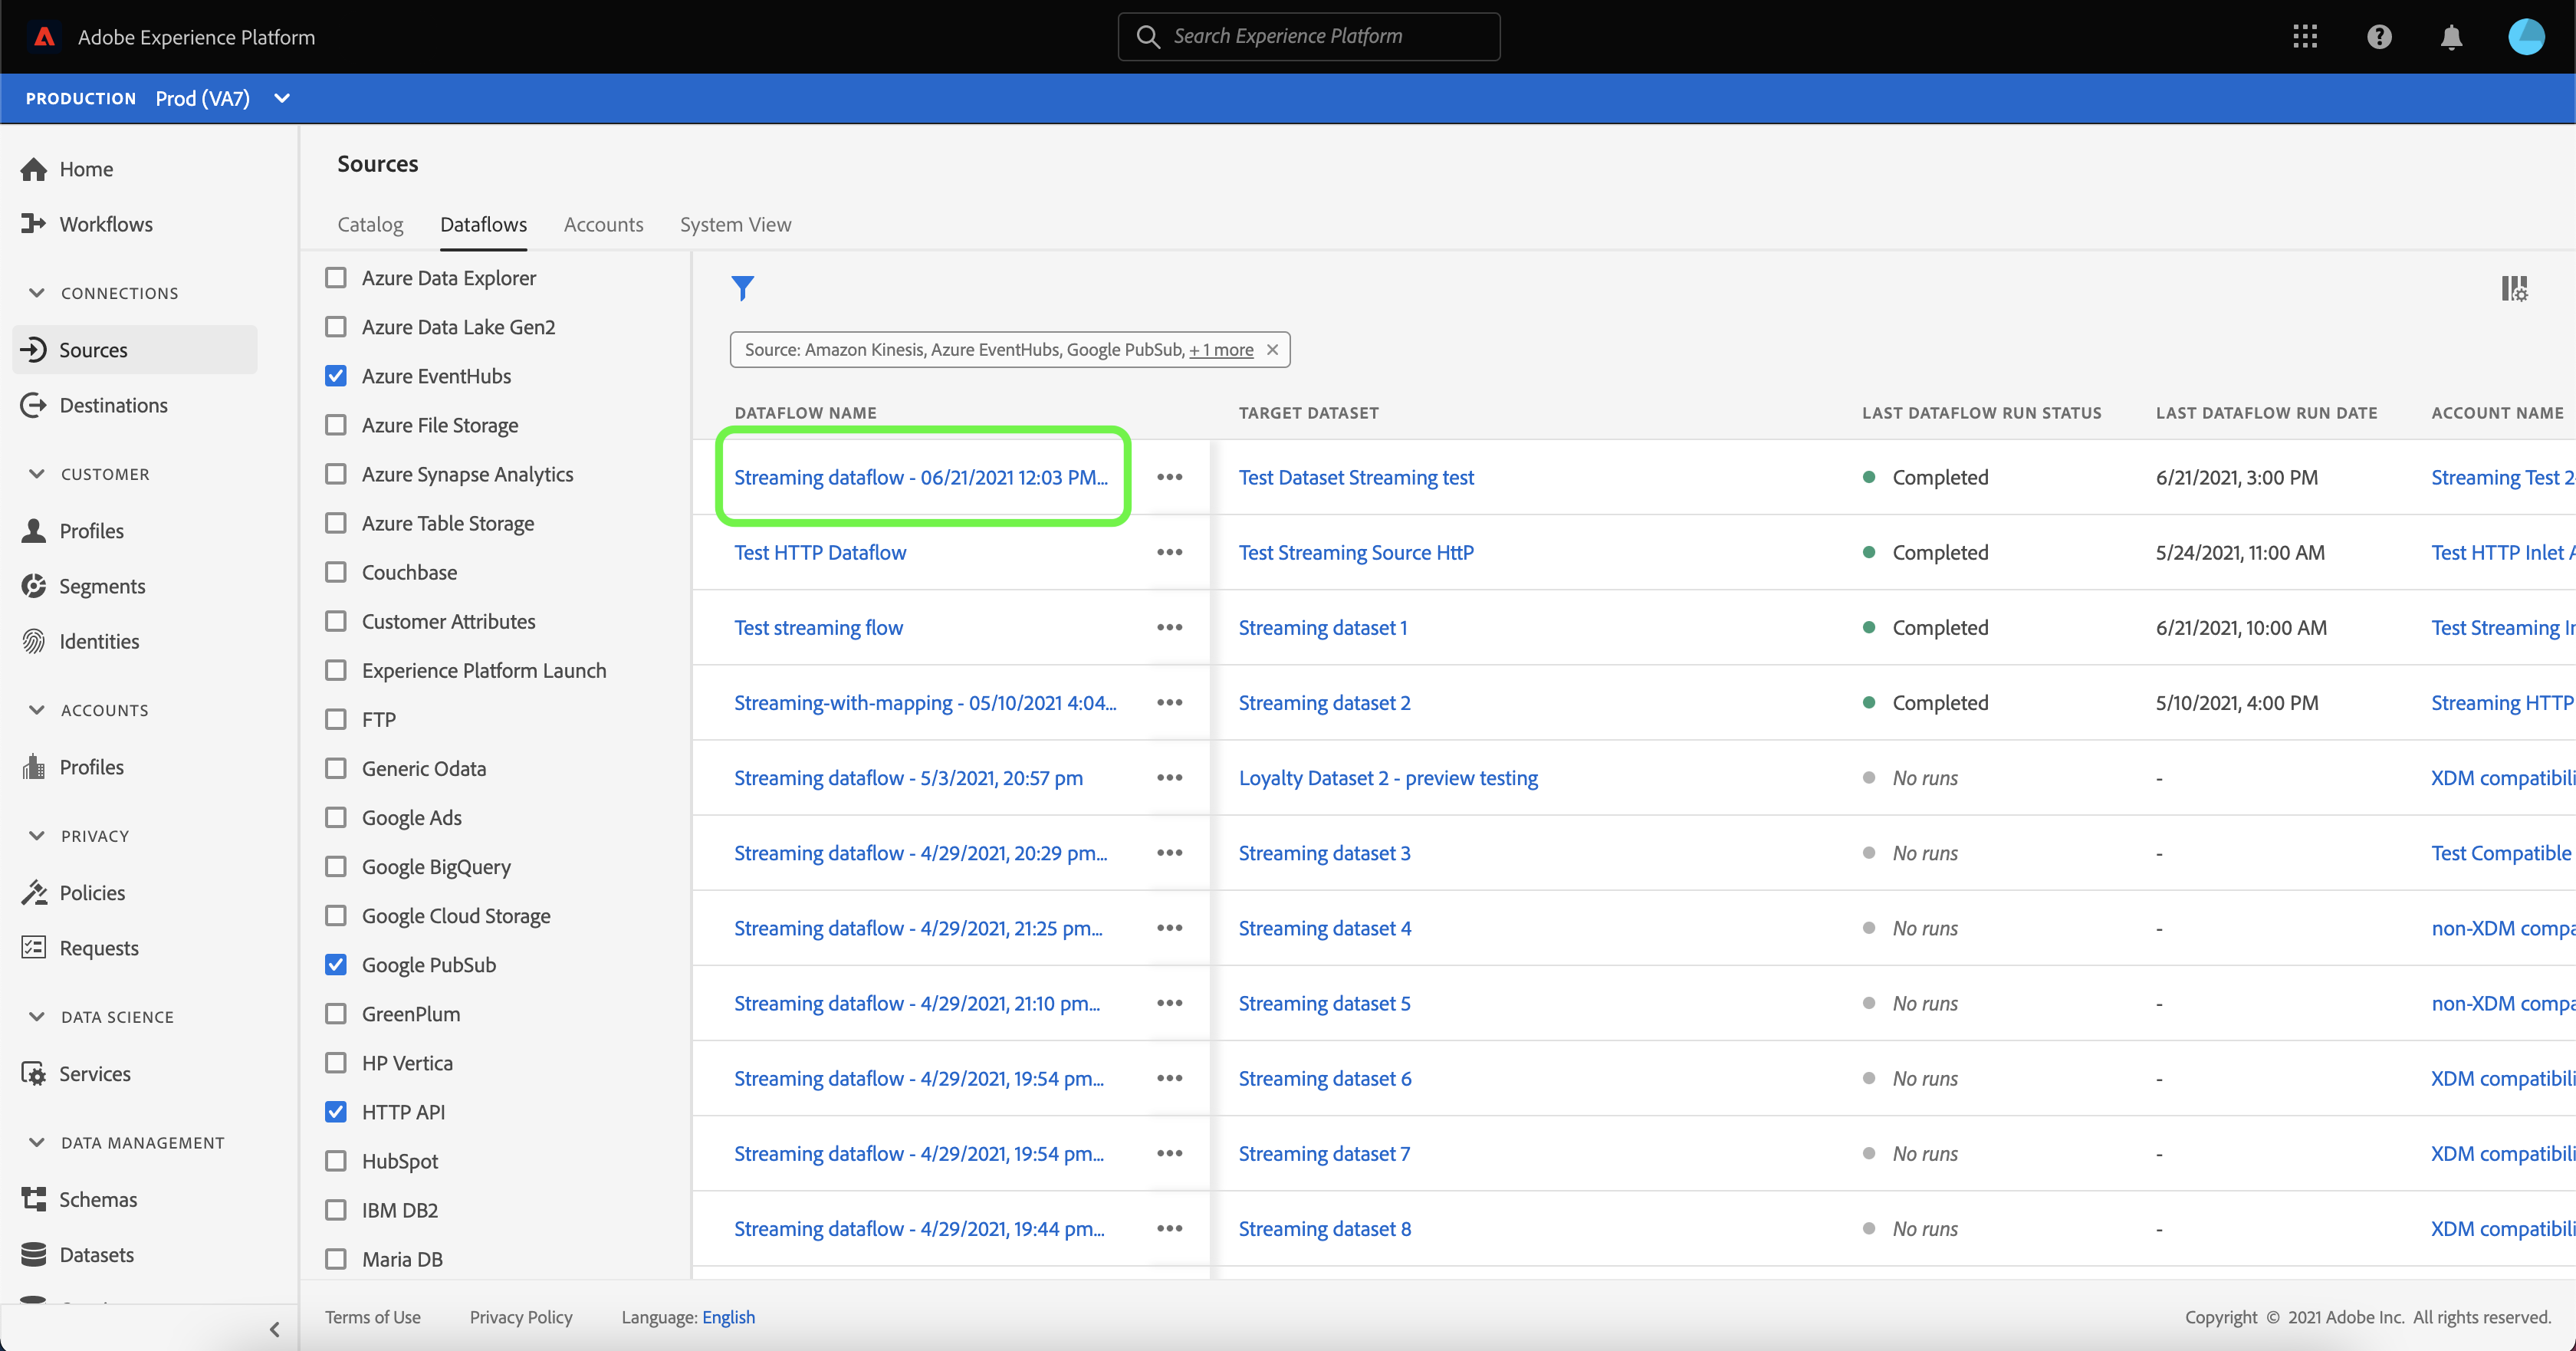 Adobe Experience Platform
Search Experience Platform
PRODUCTION Prod (VA7)
Home
Workflows
CONNECTIONS
Sources
Destinations
CUSTOMER
Profiles
Segments
Identities
ACCOUNTS
Profiles
PRIVACY
Policies
Requests
DATA SCIENCE
Services
DATA MANAGEMENT
Schemas
Datasets
Sources
Catalog Dataflows Accounts System View
Azure Data Explorer
Azure Data Lake Gen2
Azure EventHubs
Azure File Storage
Azure Synapse Analytics
Azure Table Storage
Couchbase
Customer Attributes
Experience Platform Launch
FTP
Generic Odata
Google Ads
Google BigQuery
Google Cloud Storage
Google PubSub
GreenPlum
HP Vertica
HTTP API
HubSpot
IBM DB2
Maria DB
Source: Amazon Kinesis, Azure EventHubs, Google PubSub, + 1 more
DATAFLOW NAME TARGET DATASET LAST DATAFLOW RUN STATUS LAST DATAFLOW RUN DATE ACCOUNT NAME
Streaming dataflow - 06/21/2021 12:03 PM... Test Dataset Streaming test Completed 6/21/2021, 3:00 PM Streaming Test 2
Test HTTP Dataflow Test Streaming Source HttP Completed 5/24/2021, 11:00 AM Test HTTP Inlet
Test streaming flow Streaming dataset 1 Completed 6/21/2021, 10:00 AM Test Streaming
Streaming-with-mapping - 05/10/2021 4:04... Streaming dataset 2 Completed 5/10/2021, 4:00 PM Streaming HTTP
Streaming dataflow - 5/3/2021, 20:57 pm Loyalty Dataset 2 - preview testing No runs - XDM compatibili
Streaming dataflow - 4/29/2021, 20:29 pm... Streaming dataset 3 No runs - Test Compatible
Streaming dataflow - 4/29/2021, 21:25 pm... Streaming dataset 4 No runs - non-XDM compa
Streaming dataflow - 4/29/2021, 21:10 pm... Streaming dataset 5 No runs - non-XDM compa
Streaming dataflow - 4/29/2021, 19:54 pm... Streaming dataset 6 No runs - XDM compatibili
Streaming dataflow - 4/29/2021, 19:54 pm... Streaming dataset 7 No runs - XDM compatibili
Streaming dataflow - 4/29/2021, 19:44 pm... Streaming dataset 8 No runs - XDM compatibili
Terms of Use Privacy Policy Language: English Copyright © 2021 Adobe Inc. All rights reserved.